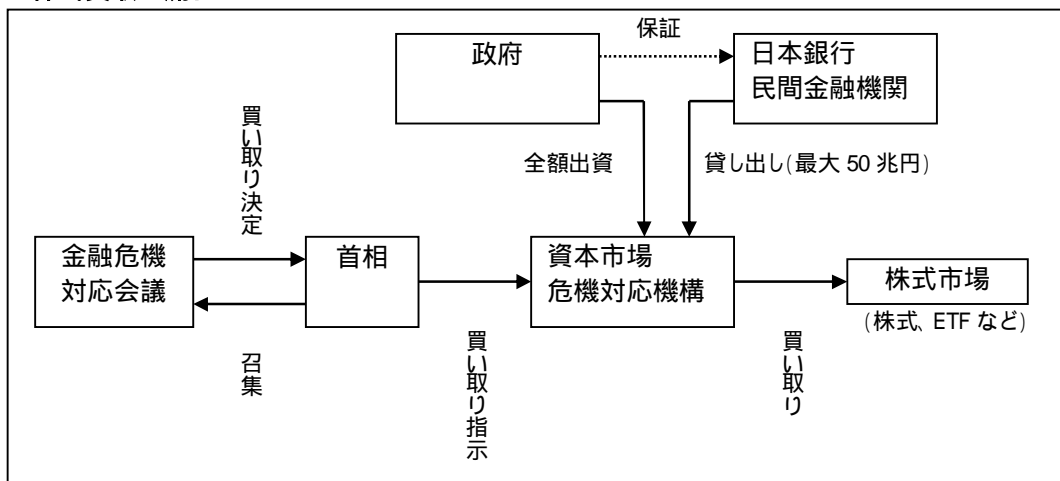 保証
政府
日本銀行
民間金融機関
買い取り決定
全額出資
貸し出し(最大 50 兆円)
金融危機
対応会議
首相
資本市場
危機対応機構
株式市場
(株式、ETF など)
召集
買い取り指示
買い取り